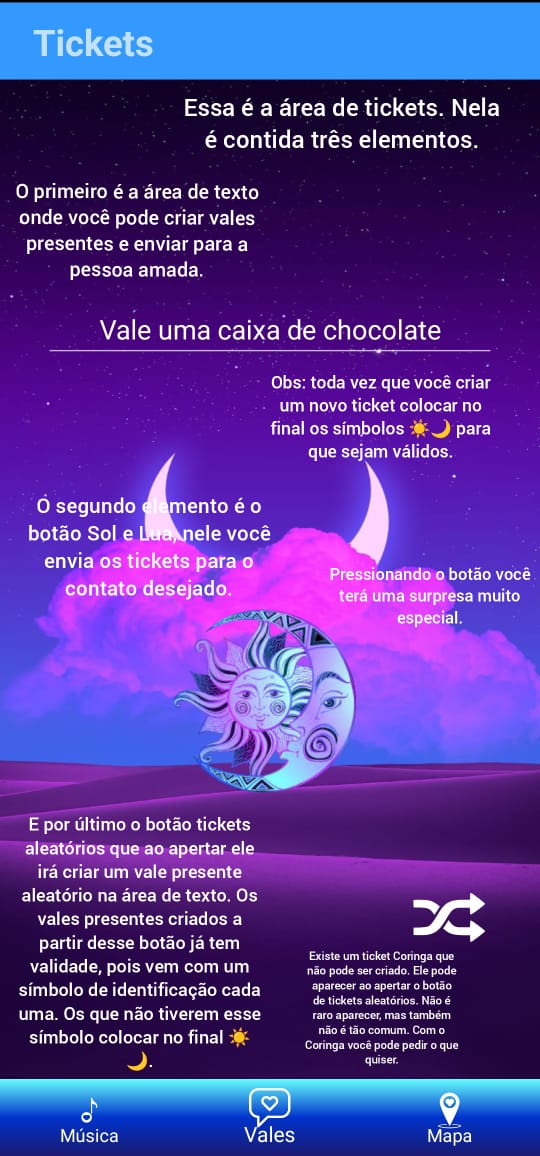 Tickets
Essa é a área de tickets. Nela
é contida três elementos.
O primeiro é a área de texto
onde você pode criar vales
presentes e enviar para a
pessoa amada.
Vale uma caixa de chocolate
Obs: toda vez que você criar
um novo ticket colocar no
final os símbolos ☀️🌙 para
que sejam válidos.
O segundo elemento é o
botão Sol e Lua, nele você
envia os tickets para o
contato desejado.
Pressionando o botão você
terá uma surpresa muito
especial.
E por último o botão tickets
aleatórios que ao apertar ele
irá criar um vale presente
aleatório na área de texto. Os
vales presentes criados a
partir desse botão já tem
validade, pois vem com um
símbolo de identificação cada
uma. Os que não tiverem esse
símbolo colocar no final ☀️
🌙.
Existe um ticket Coringa que
não pode ser criado. Ele pode
aparecer ao apertar o botão
de tickets aleatórios. Não é
raro aparecer, mas também
não é tão comum. Com o
Coringa você pode pedir o que
quiser.
Música
Vales
Mapa